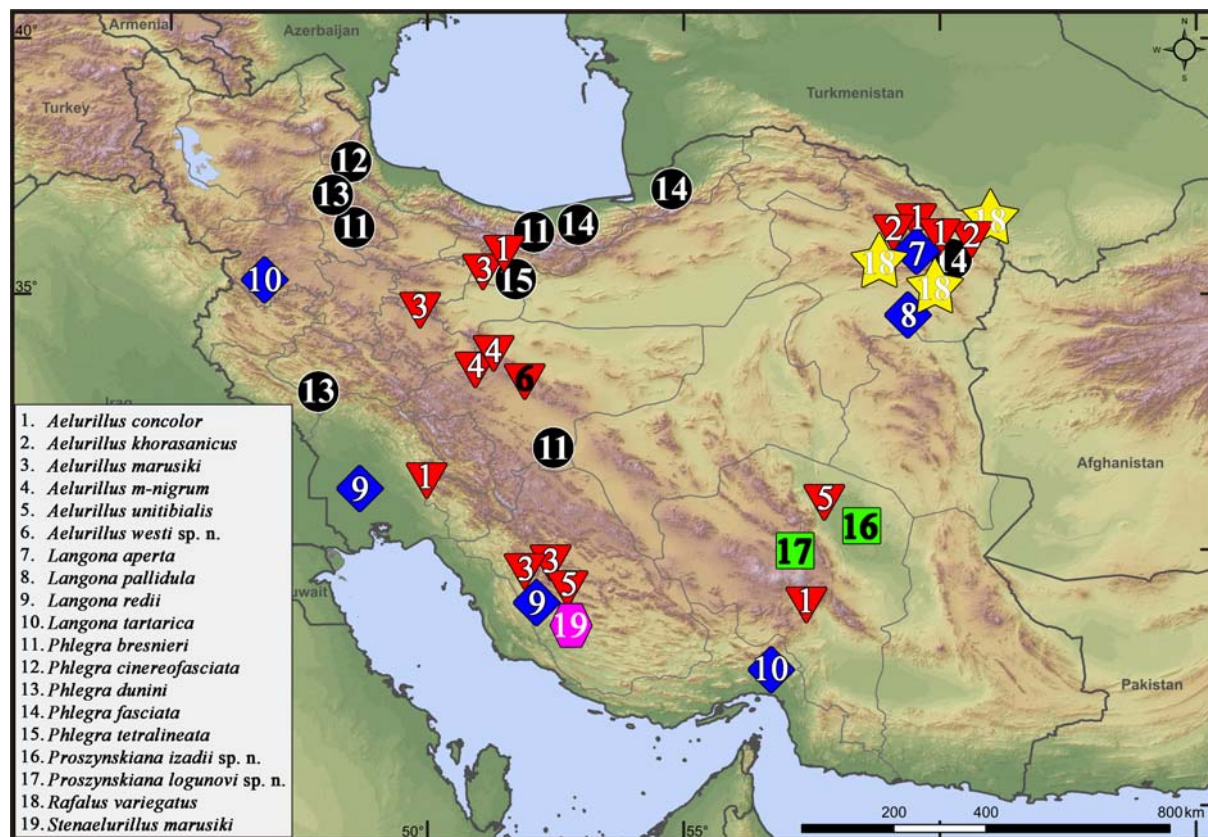 40°
Armenia
Azerbaijan
40°
N
W
E
S
Turkey
Turkmenistan
12
13
14
11
11
14
1
3
15
10
3
35°
1
2
1
2
18
7
14
18
18
8
35°
4
4
6
13
11
Iraq
Afghanistan
1
9
5
16
17
3
3
5
9
19
1
10
Kuwait
Pakistan
1. Aelurillus concolor
2. Aelurillus khorasanicus
3. Aelurillus marusiki
4. Aelurillus m-nigrum
5. Aelurillus unitibialis
6. Aelurillus westi sp. n.
7. Langona aperta
8. Langona pallidula
9. Langona redii
10. Langona tartarica
11. Phlegra bresnieri
12. Phlegra cinereofasciata
13. Phlegra dunini
14. Phlegra fasciata
15. Phlegra tetralineata
16. Proszynskiana izadii sp. n.
17. Proszynskiana logunovi sp. n.
18. Rafalus variegatus
19. Stenaelurillus marusiki
50°
55°
200 400 800 km